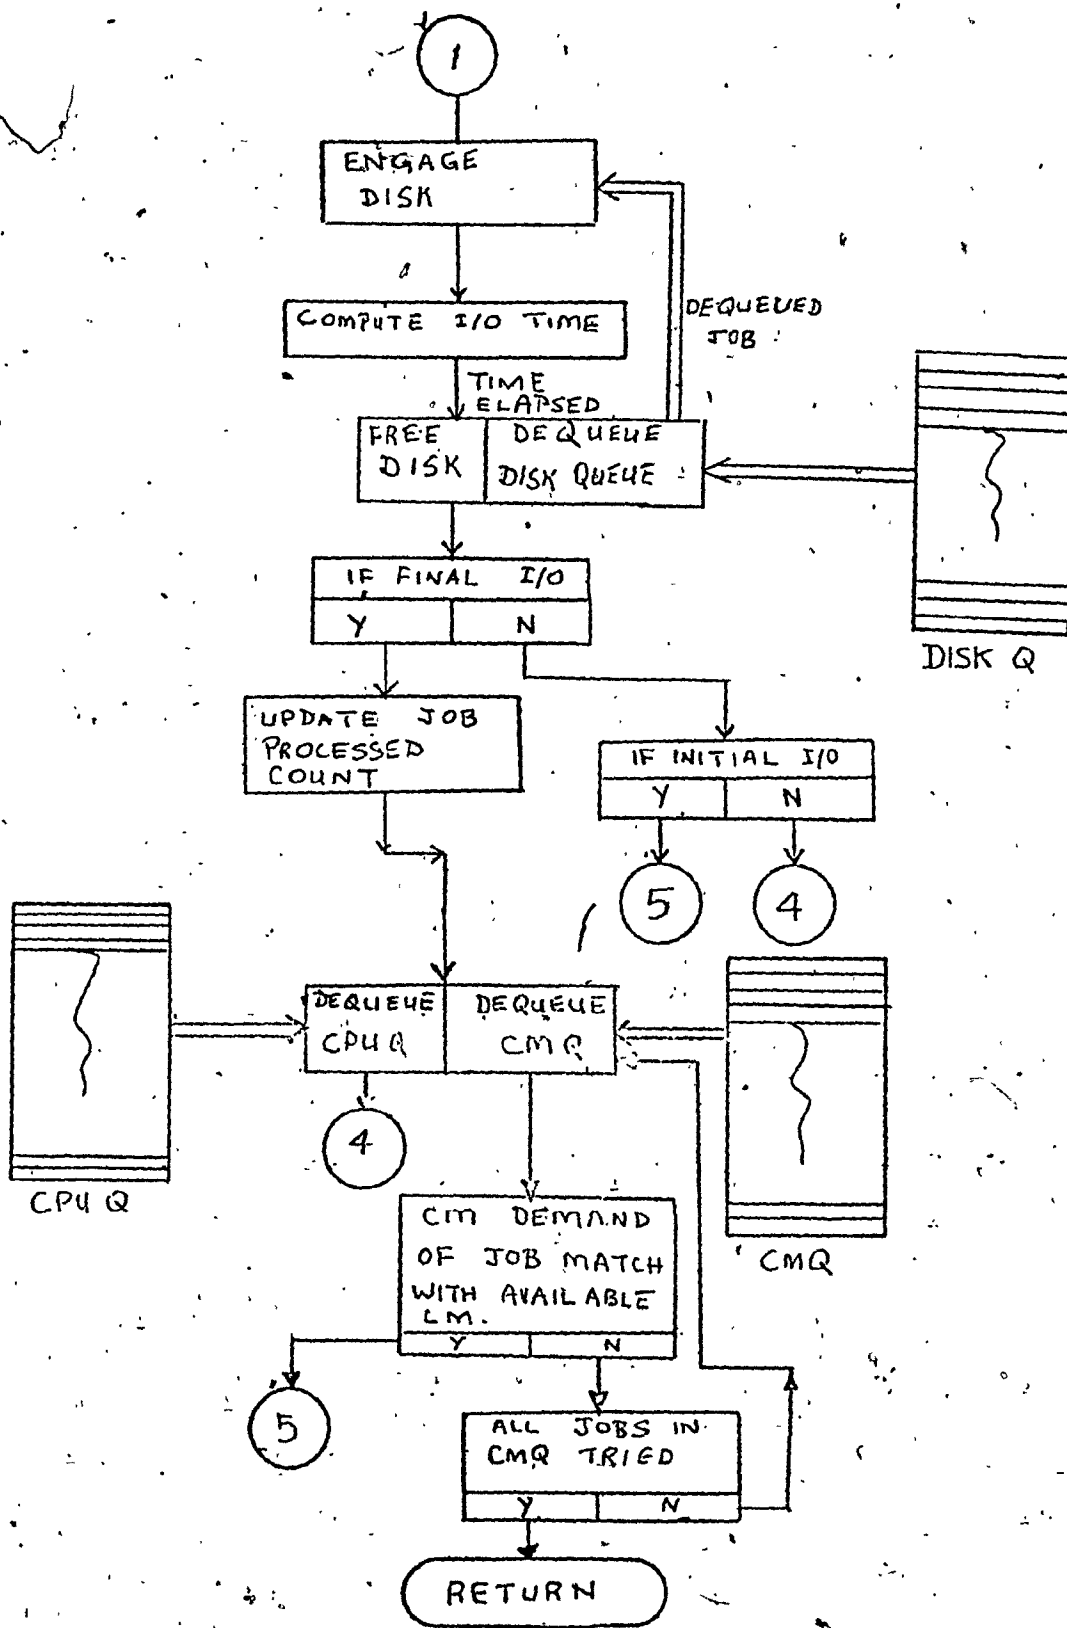 1
ENGAGE
DISK
COMPUTE I/O TIME
DEQUEUED
JOB
TIME
ELAPSED
FREE
DISK
DEQUEUE
DISK QUEUE
IF FINAL I/O
Y
N
DISK Q
UPDATE JOB
PROCESSED
COUNT
IF INITIAL I/O
Y
N
5
4
DEQUEUE
CPU Q
DEQUEUE
CMQ
4
CPU Q
CMQ
CM DEMAND
OF JOB MATCH
WITH AVAILABLE
CM.
Y
N
5
ALL JOBS IN
CMQ TRIED
Y
N
RETURN